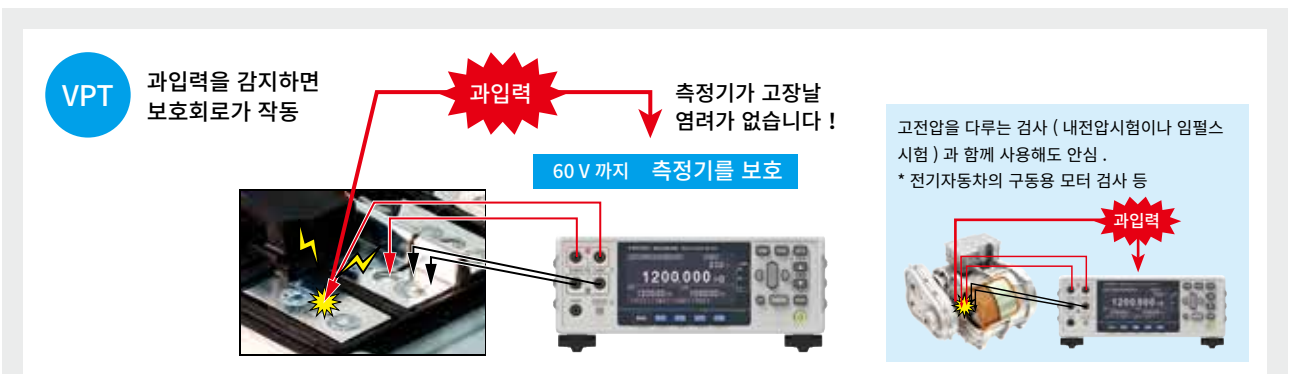 VPT
과입력을 감지하면
보호회로가 작동
과입력
측정기가 고장날
염려가 없습니다 !
60 V 까지 측정기를 보호
1200.000
고전압을 다루는 검사 ( 내전압시험이나 임펄스
시험 ) 과 함께 사용해도 안심 .
* 전기자동차의 구동용 모터 검사 등
과입력
1200.000